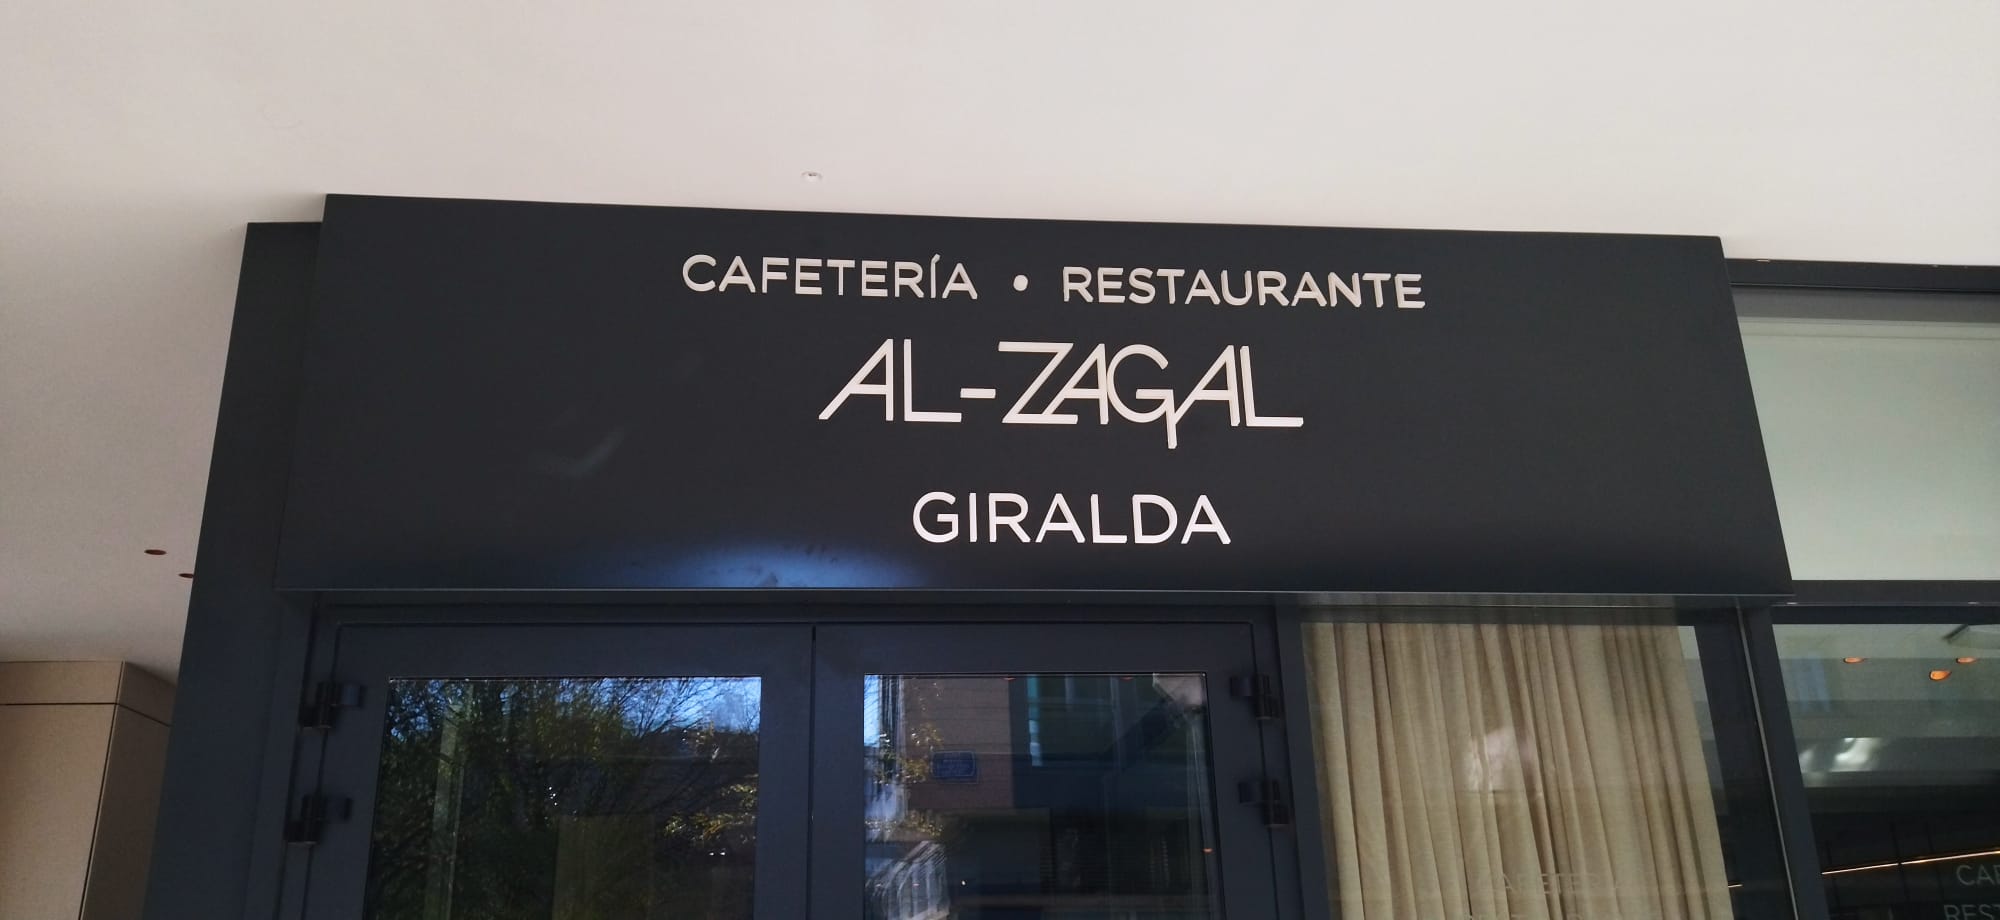 CAFETERÍA • RESTAURANTE
AL-ZAGAL
GIRALDA